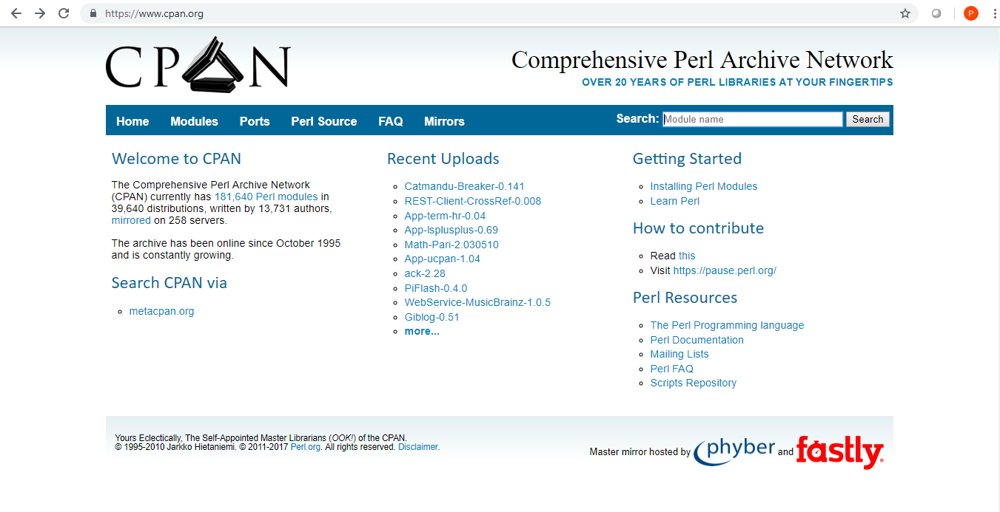 https://www.cpan.org
P
CPAN
Comprehensive Perl Archive Network
OVER 20 YEARS OF PERL LIBRARIES AT YOUR FINGERTIPS
Home Modules Ports Perl Source FAQ Mirrors
Search: Module name Search
Welcome to CPAN
The Comprehensive Perl Archive Network
(CPAN) currently has 181,640 Perl modules in
39,640 distributions, written by 13,731 authors,
mirrored on 258 servers.
The archive has been online since October 1995
and is constantly growing.
Search CPAN via
metacpan.org
Recent Uploads
Catmandu-Breaker-0.141
REST-Client-CrossRef-0.008
App-term-hr-0.04
App-lsplusplus-0.69
Math-Pari-2.030510
App-ucpan-1.04
ack-2.28
PiFlash-0.4.0
WebService-MusicBrainz-1.0.5
Giblog-0.51
more...
Getting Started
Installing Perl Modules
Learn Perl
How to contribute
Read this
Visit https://pause.perl.org/
Perl Resources
The Perl Programming language
Perl Documentation
Mailing Lists
Perl FAQ
Scripts Repository
Yours Eclectically, The Self-Appointed Master Librarians (OOK!) of the CPAN.
© 1995-2010 Jarkko Hietaniemi. © 2011-2017 Perl.org. All rights reserved. Disclaimer.
Master mirror hosted by phyber and fastly